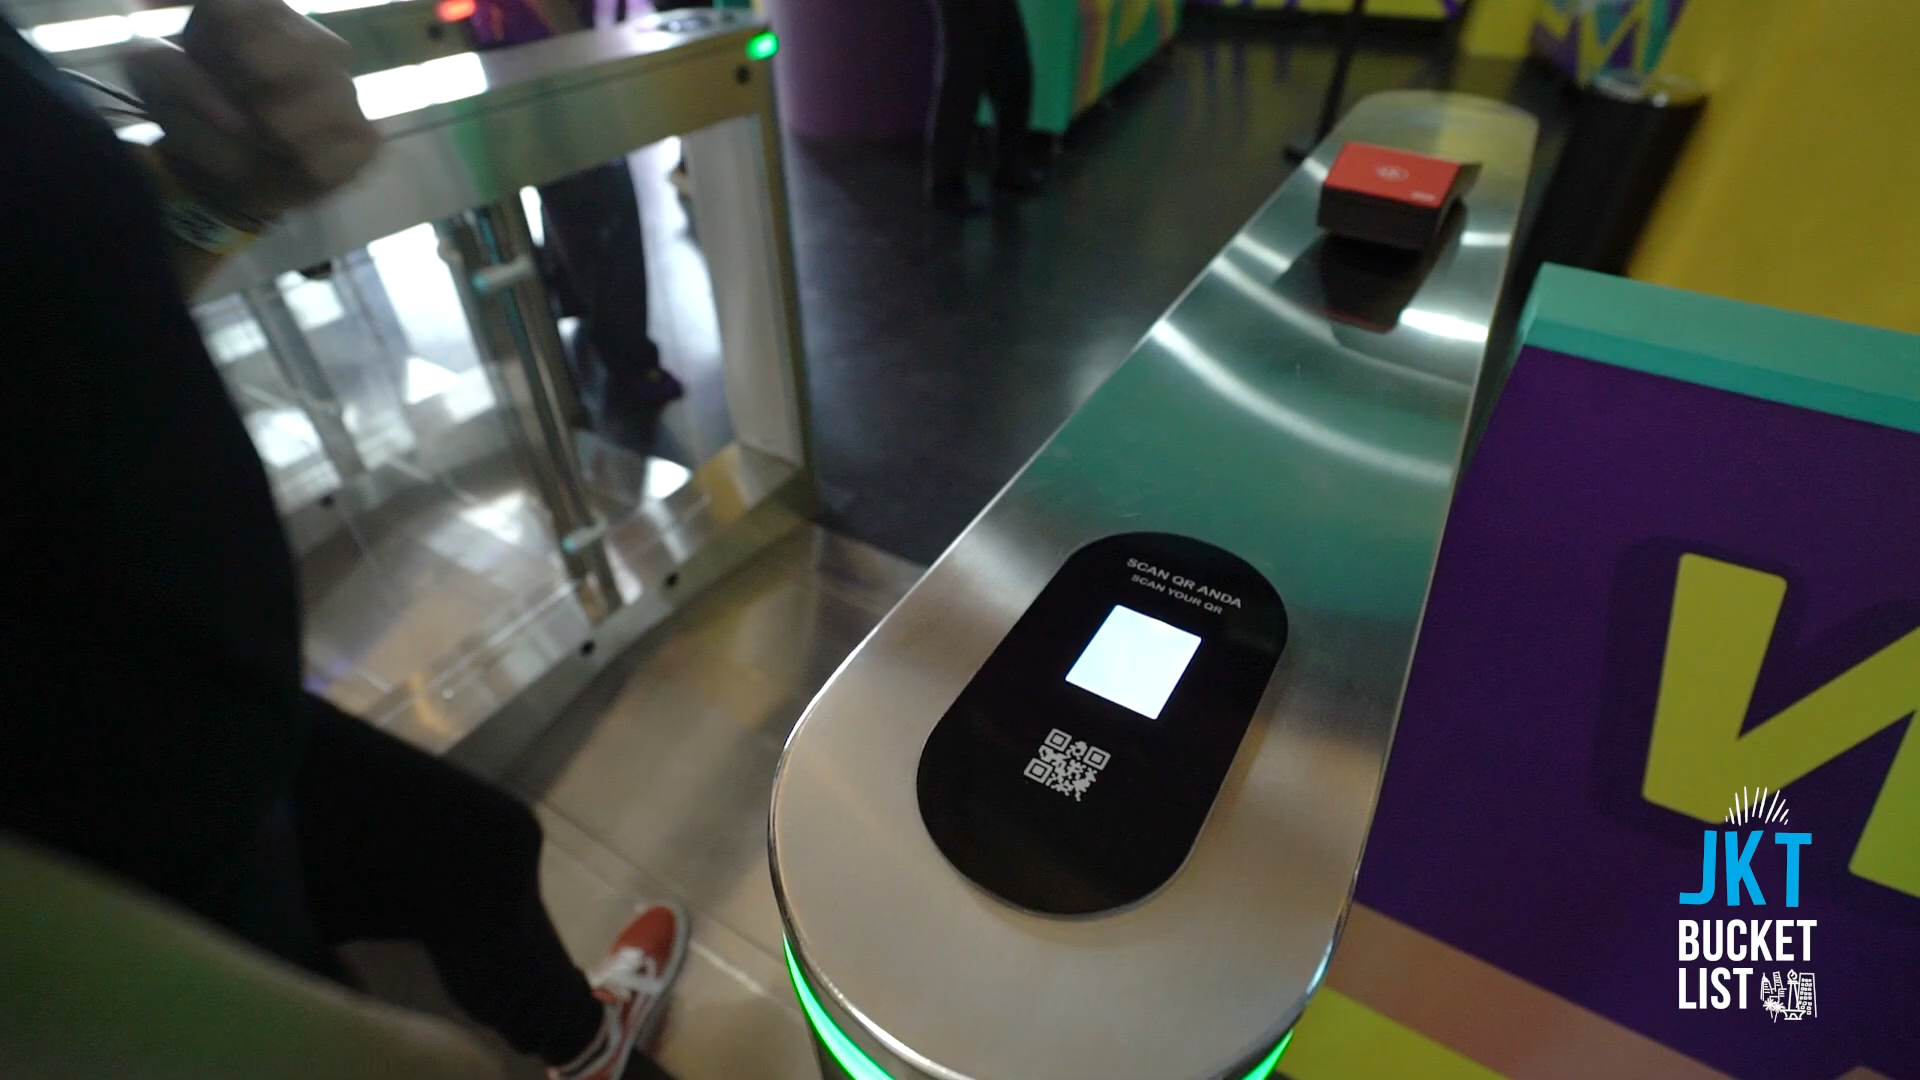 SCAN QR ANDA
SCAN YOUR QR
JKT
BUCKET
LIST